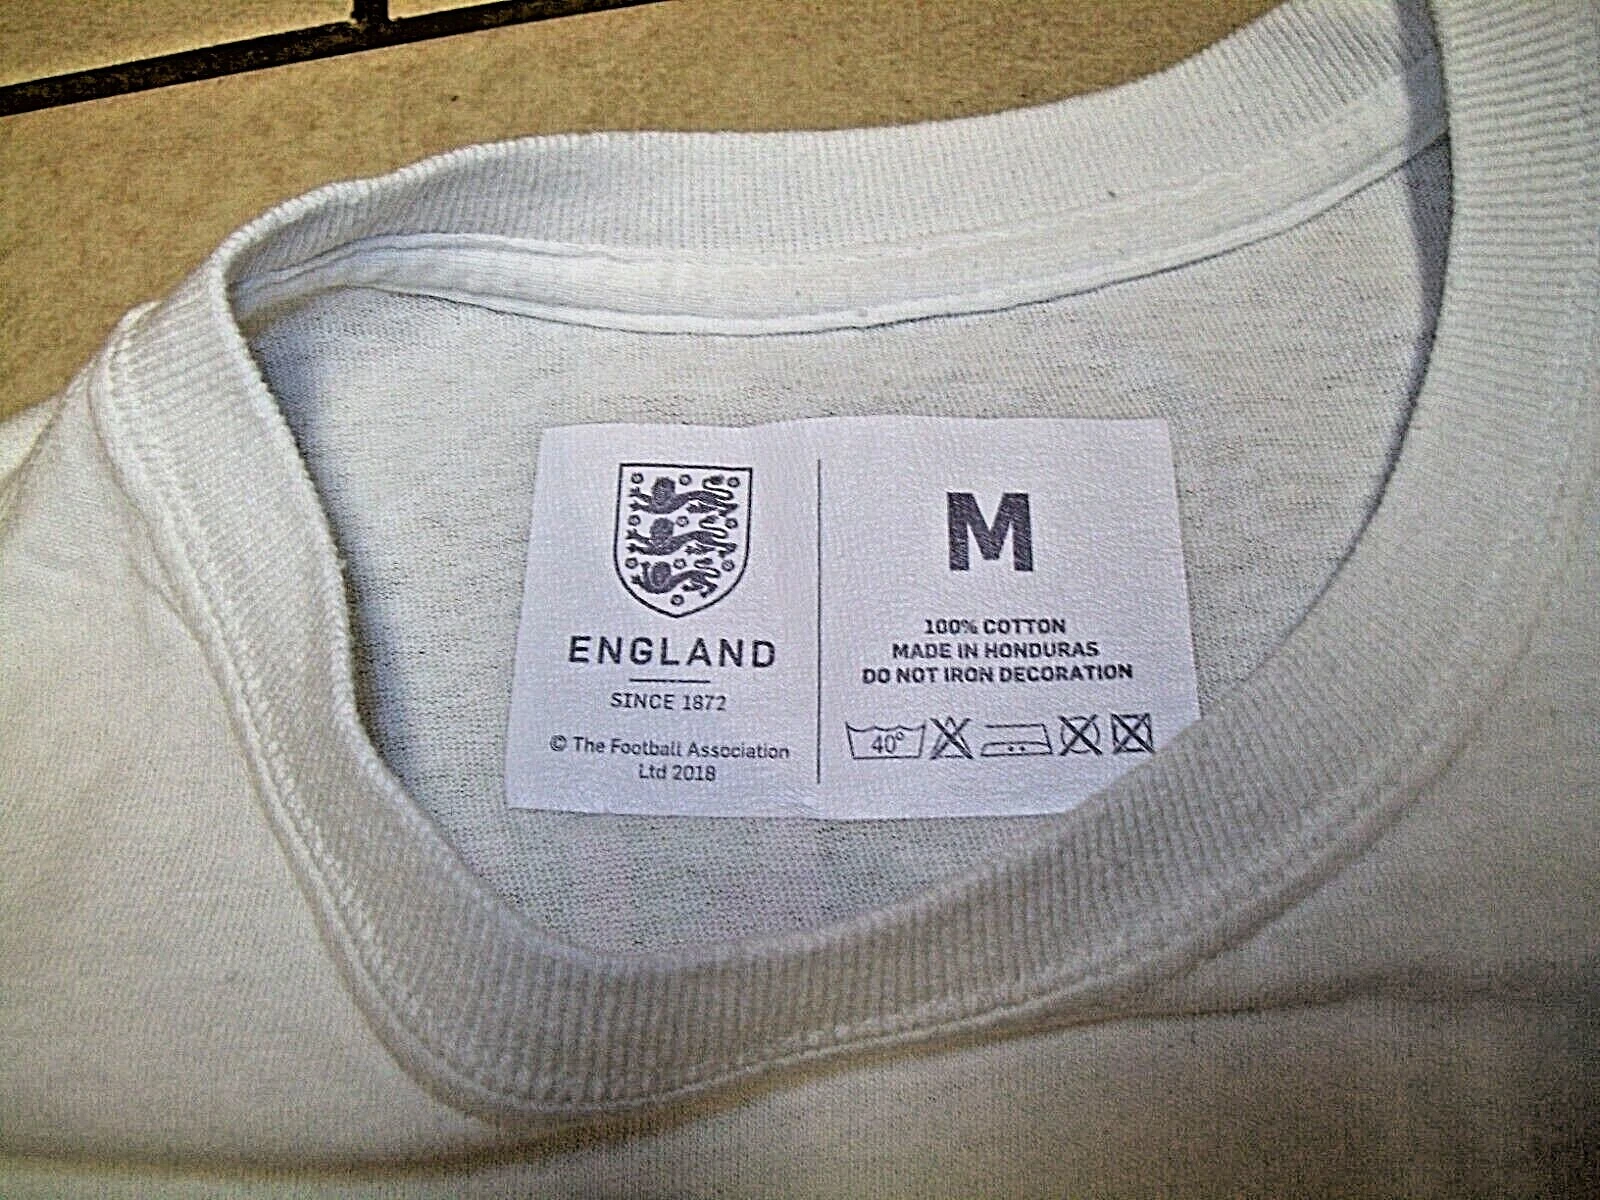 ENGLAND
SINCE 1872
© The Football Association
Ltd 2018
M
100% COTTON
MADE IN HONDURAS
DO NOT IRON DECORATION
40°